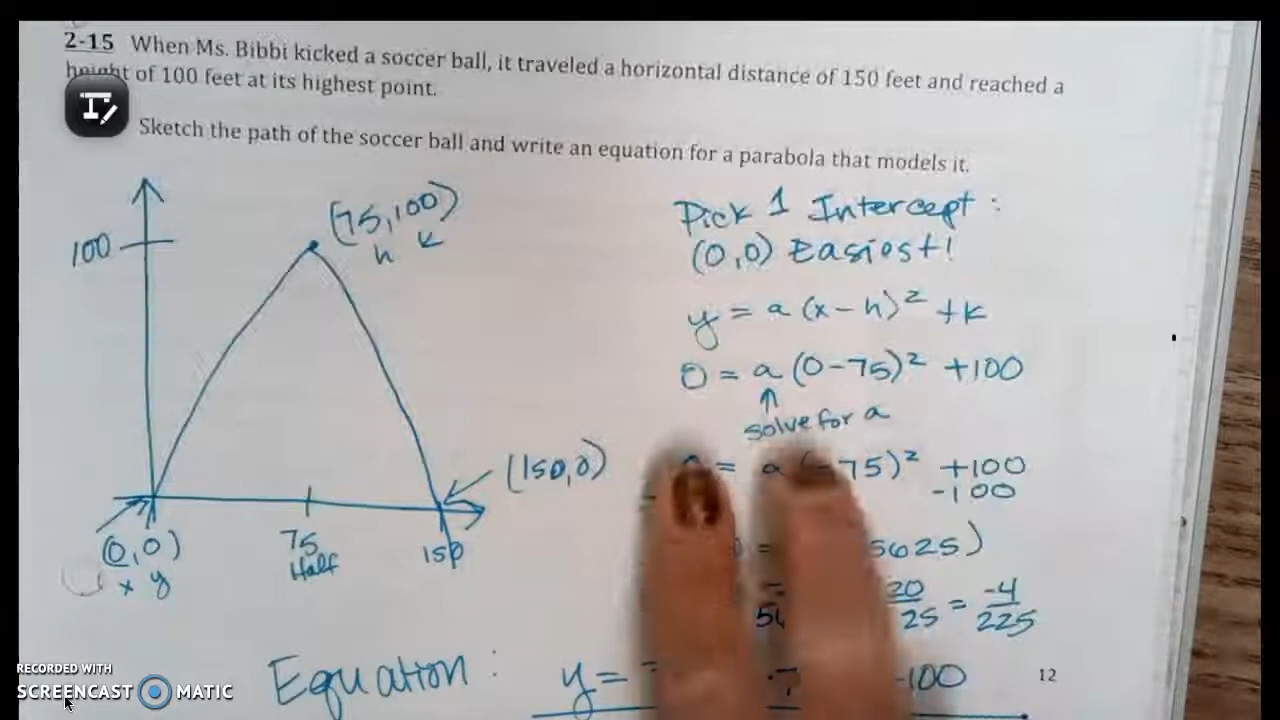 2-15 When Ms. Bibbi kicked a soccer ball, it traveled a horizontal distance of 150 feet and reached a
height of 100 feet at its highest point.
Sketch the path of the soccer ball and write an equation for a parabola that models it.
100
(75,100)
h k
(150,0)
(0,0)
x y
75
Half
150
Pick 1 Intercept :
(0,0) Easiest!
y = a (x - h)² + k
0 = a (0 - 75)² + 100
solve for a
= a (-75)² + 100
- 100
= 5625)
20
25 = -4
225
Equation : y = - 100
12
RECORDED WITH
SCREENCAST MATIC